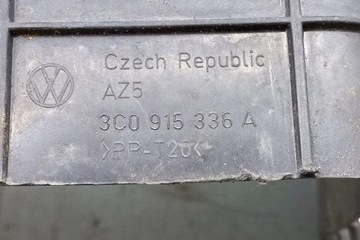 Czech Republic
AZ5
3C0 915 336 A
>PP-T20<